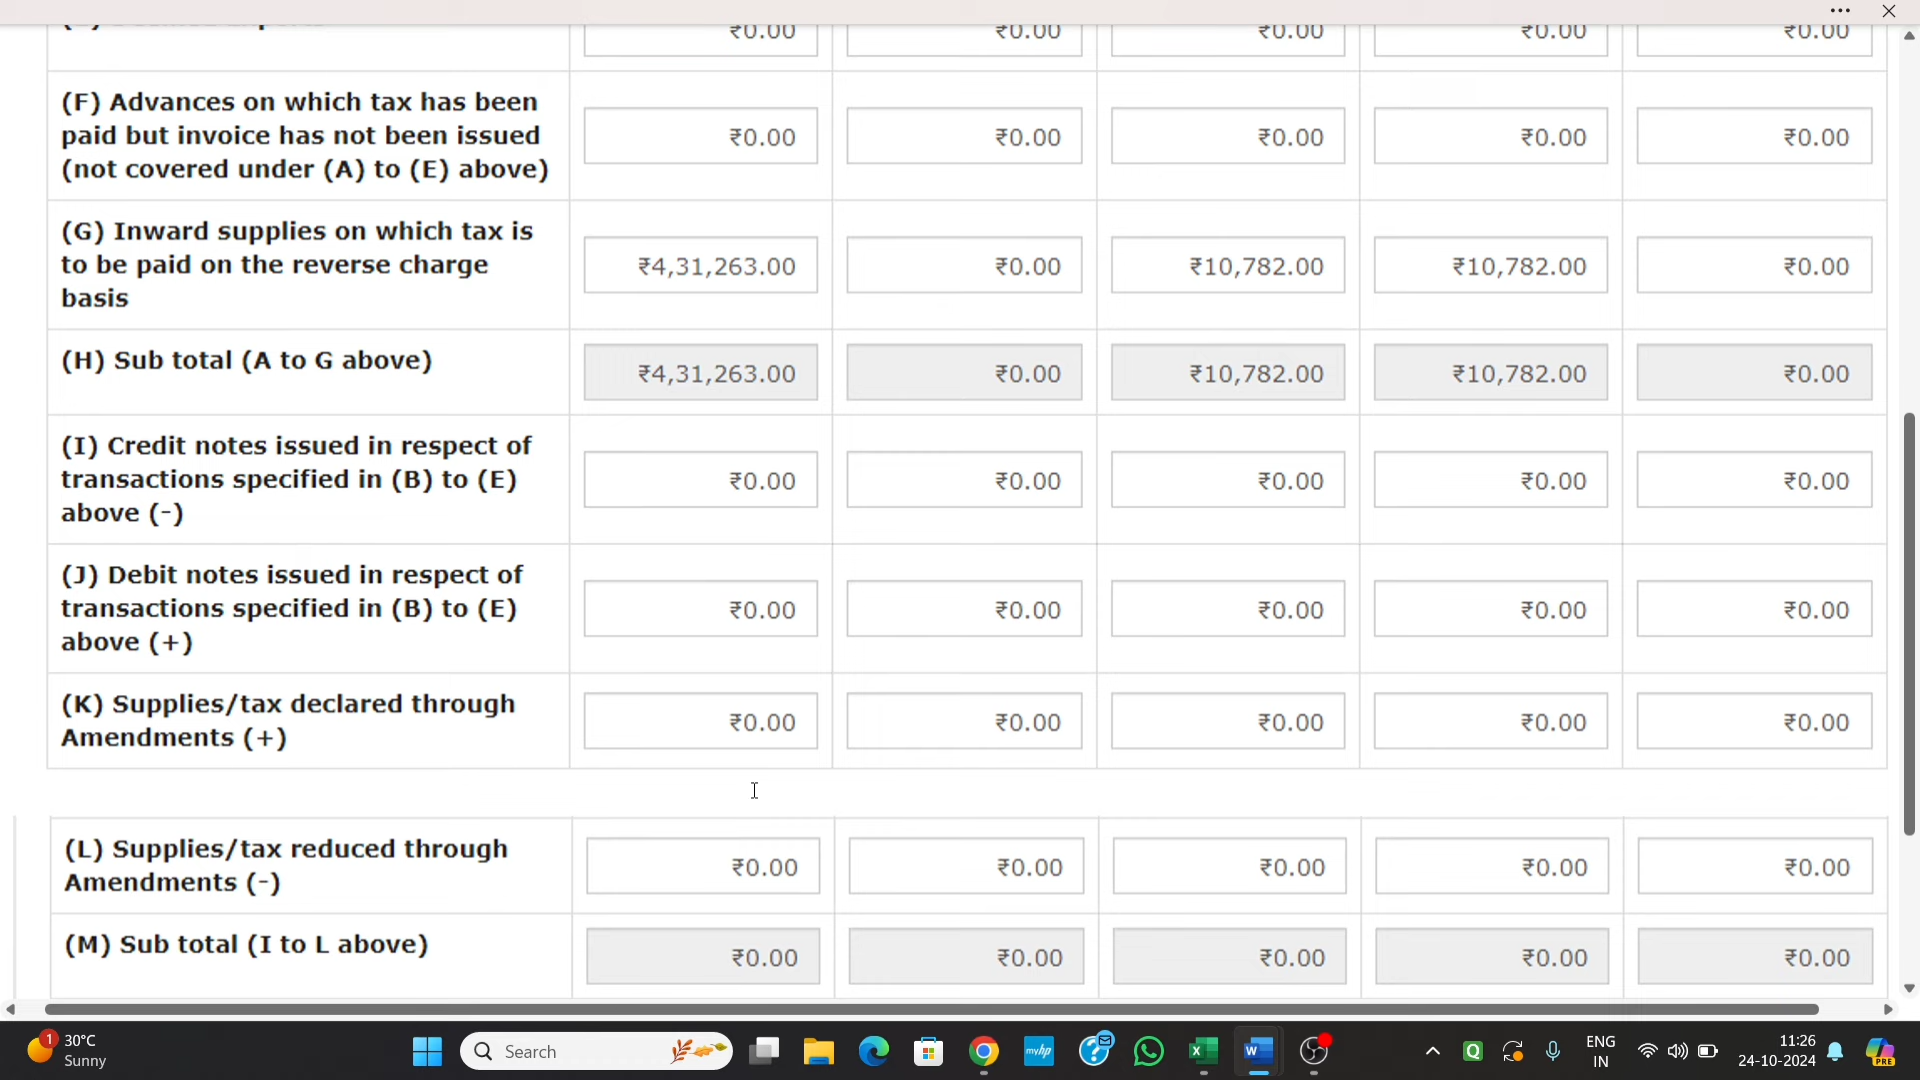 ₹0.00 ₹0.00 ₹0.00 ₹0.00 ₹0.00
(F) Advances on which tax has been
paid but invoice has not been issued
(not covered under (A) to (E) above)
₹0.00 ₹0.00 ₹0.00 ₹0.00 ₹0.00
(G) Inward supplies on which tax is
to be paid on the reverse charge
basis
₹4,31,263.00 ₹0.00 ₹10,782.00 ₹10,782.00 ₹0.00
(H) Sub total (A to G above)
₹4,31,263.00 ₹0.00 ₹10,782.00 ₹10,782.00 ₹0.00
(I) Credit notes issued in respect of
transactions specified in (B) to (E)
above (-)
₹0.00 ₹0.00 ₹0.00 ₹0.00 ₹0.00
(J) Debit notes issued in respect of
transactions specified in (B) to (E)
above (+)
₹0.00 ₹0.00 ₹0.00 ₹0.00 ₹0.00
(K) Supplies/tax declared through
Amendments (+)
₹0.00 ₹0.00 ₹0.00 ₹0.00 ₹0.00
(L) Supplies/tax reduced through
Amendments (-)
₹0.00 ₹0.00 ₹0.00 ₹0.00 ₹0.00
(M) Sub total (I to L above)
₹0.00 ₹0.00 ₹0.00 ₹0.00 ₹0.00
1
30°C
Sunny
Search
myhp
Q
ENG
IN
11:26
24-10-2024
PRE